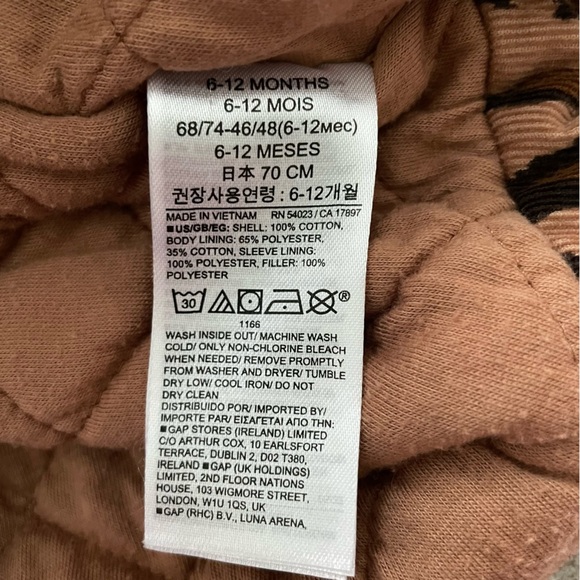 6-12 MONTHS
6-12 MOIS
68/74-46/48(6-12мес)
6-12 MESES
日本 70 CM
권장사용연령 : 6-12개월
MADE IN VIETNAM RN 54023 / CA 17897
■US/GB/EG: SHELL: 100% COTTON,
BODY LINING: 65% POLYESTER,
35% COTTON, SLEEVE LINING:
100% POLYESTER, FILLER: 100%
POLYESTER
30 ®
1166
WASH INSIDE OUT/ MACHINE WASH
COLD/ ONLY NON-CHLORINE BLEACH
WHEN NEEDED/ REMOVE PROMPTLY
FROM WASHER AND DRYER/ TUMBLE
DRY LOW/ COOL IRON/ DO NOT
DRY CLEAN
DISTRIBUIDO POR/ IMPORTED BY/
IMPORTE PAR/ ΕΙΣΑΓΕΤΑΙ ΑΠΟ ΤΗΝ:
■GAP STORES (IRELAND) LIMITED
C/O ARTHUR COX, 10 EARLSFORT
TERRACE, DUBLIN 2, D02 T380,
IRELAND ■GAP (UK HOLDINGS)
LIMITED, 2ND FLOOR NATIONS
HOUSE, 103 WIGMORE STREET,
LONDON, W1U 1QS, UK
■GAP (RHC) B.V., LUNA ARENA,